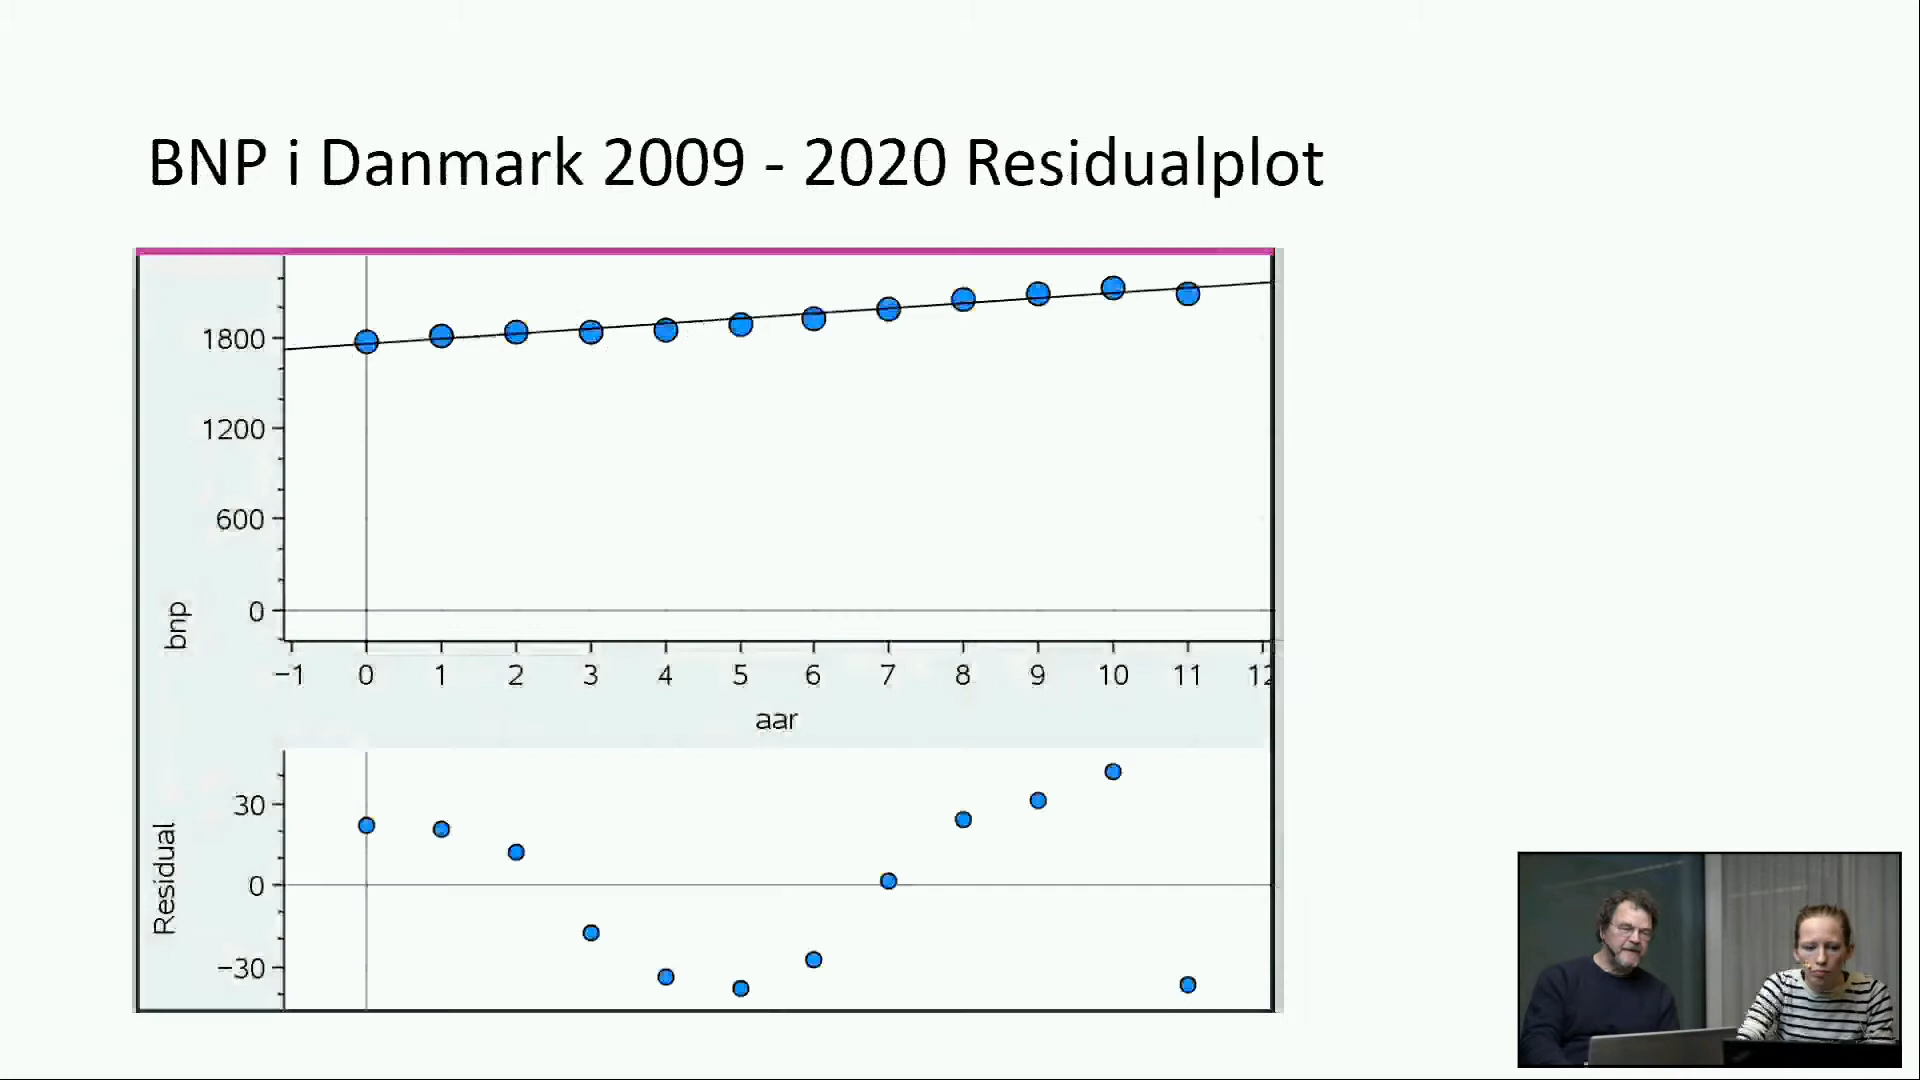 BNP i Danmark 2009 - 2020 Residualplot
1800
1200
600
0
bnp
−1 0 1 2 3 4 5 6 7 8 9 10 11 12
aar
30
0
−30
Residual